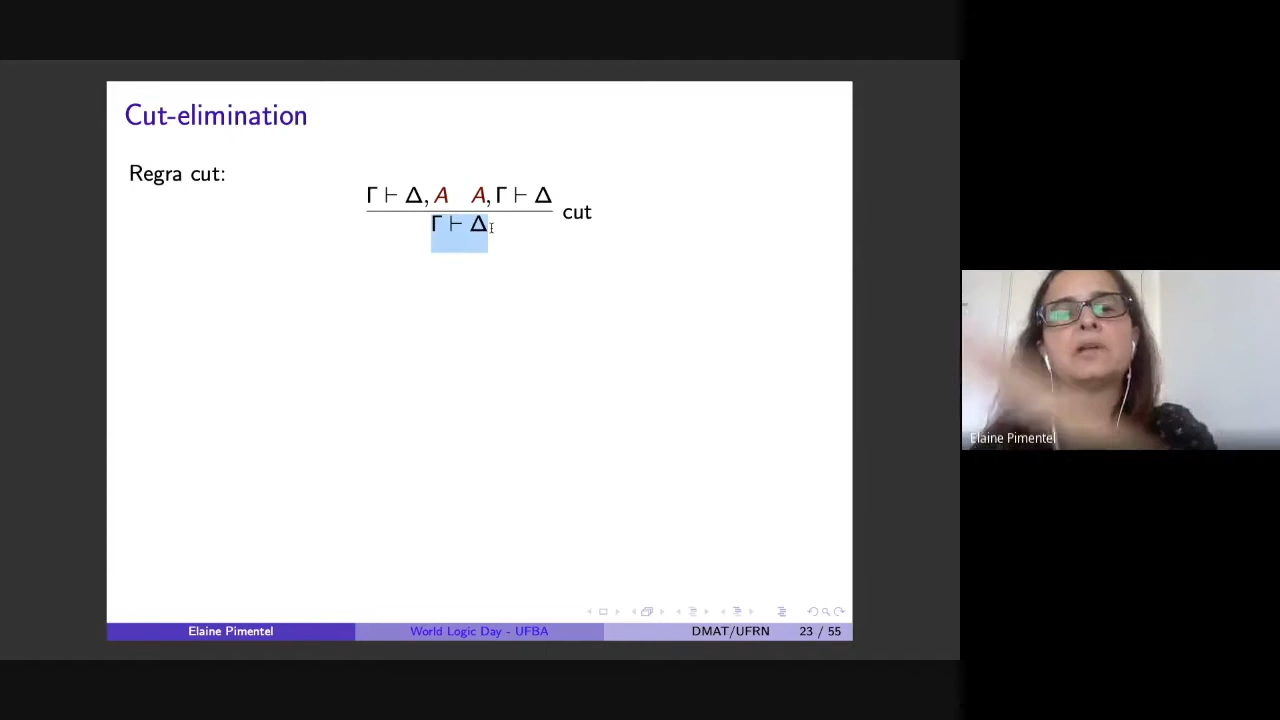 Cut-elimination
Regra cut:
Γ ⊢ Δ, A A, Γ ⊢ Δ
cut
Γ ⊢ Δ
Elaine Pimentel
Elaine Pimentel World Logic Day - UFBA DMAT/UFRN 23 / 55